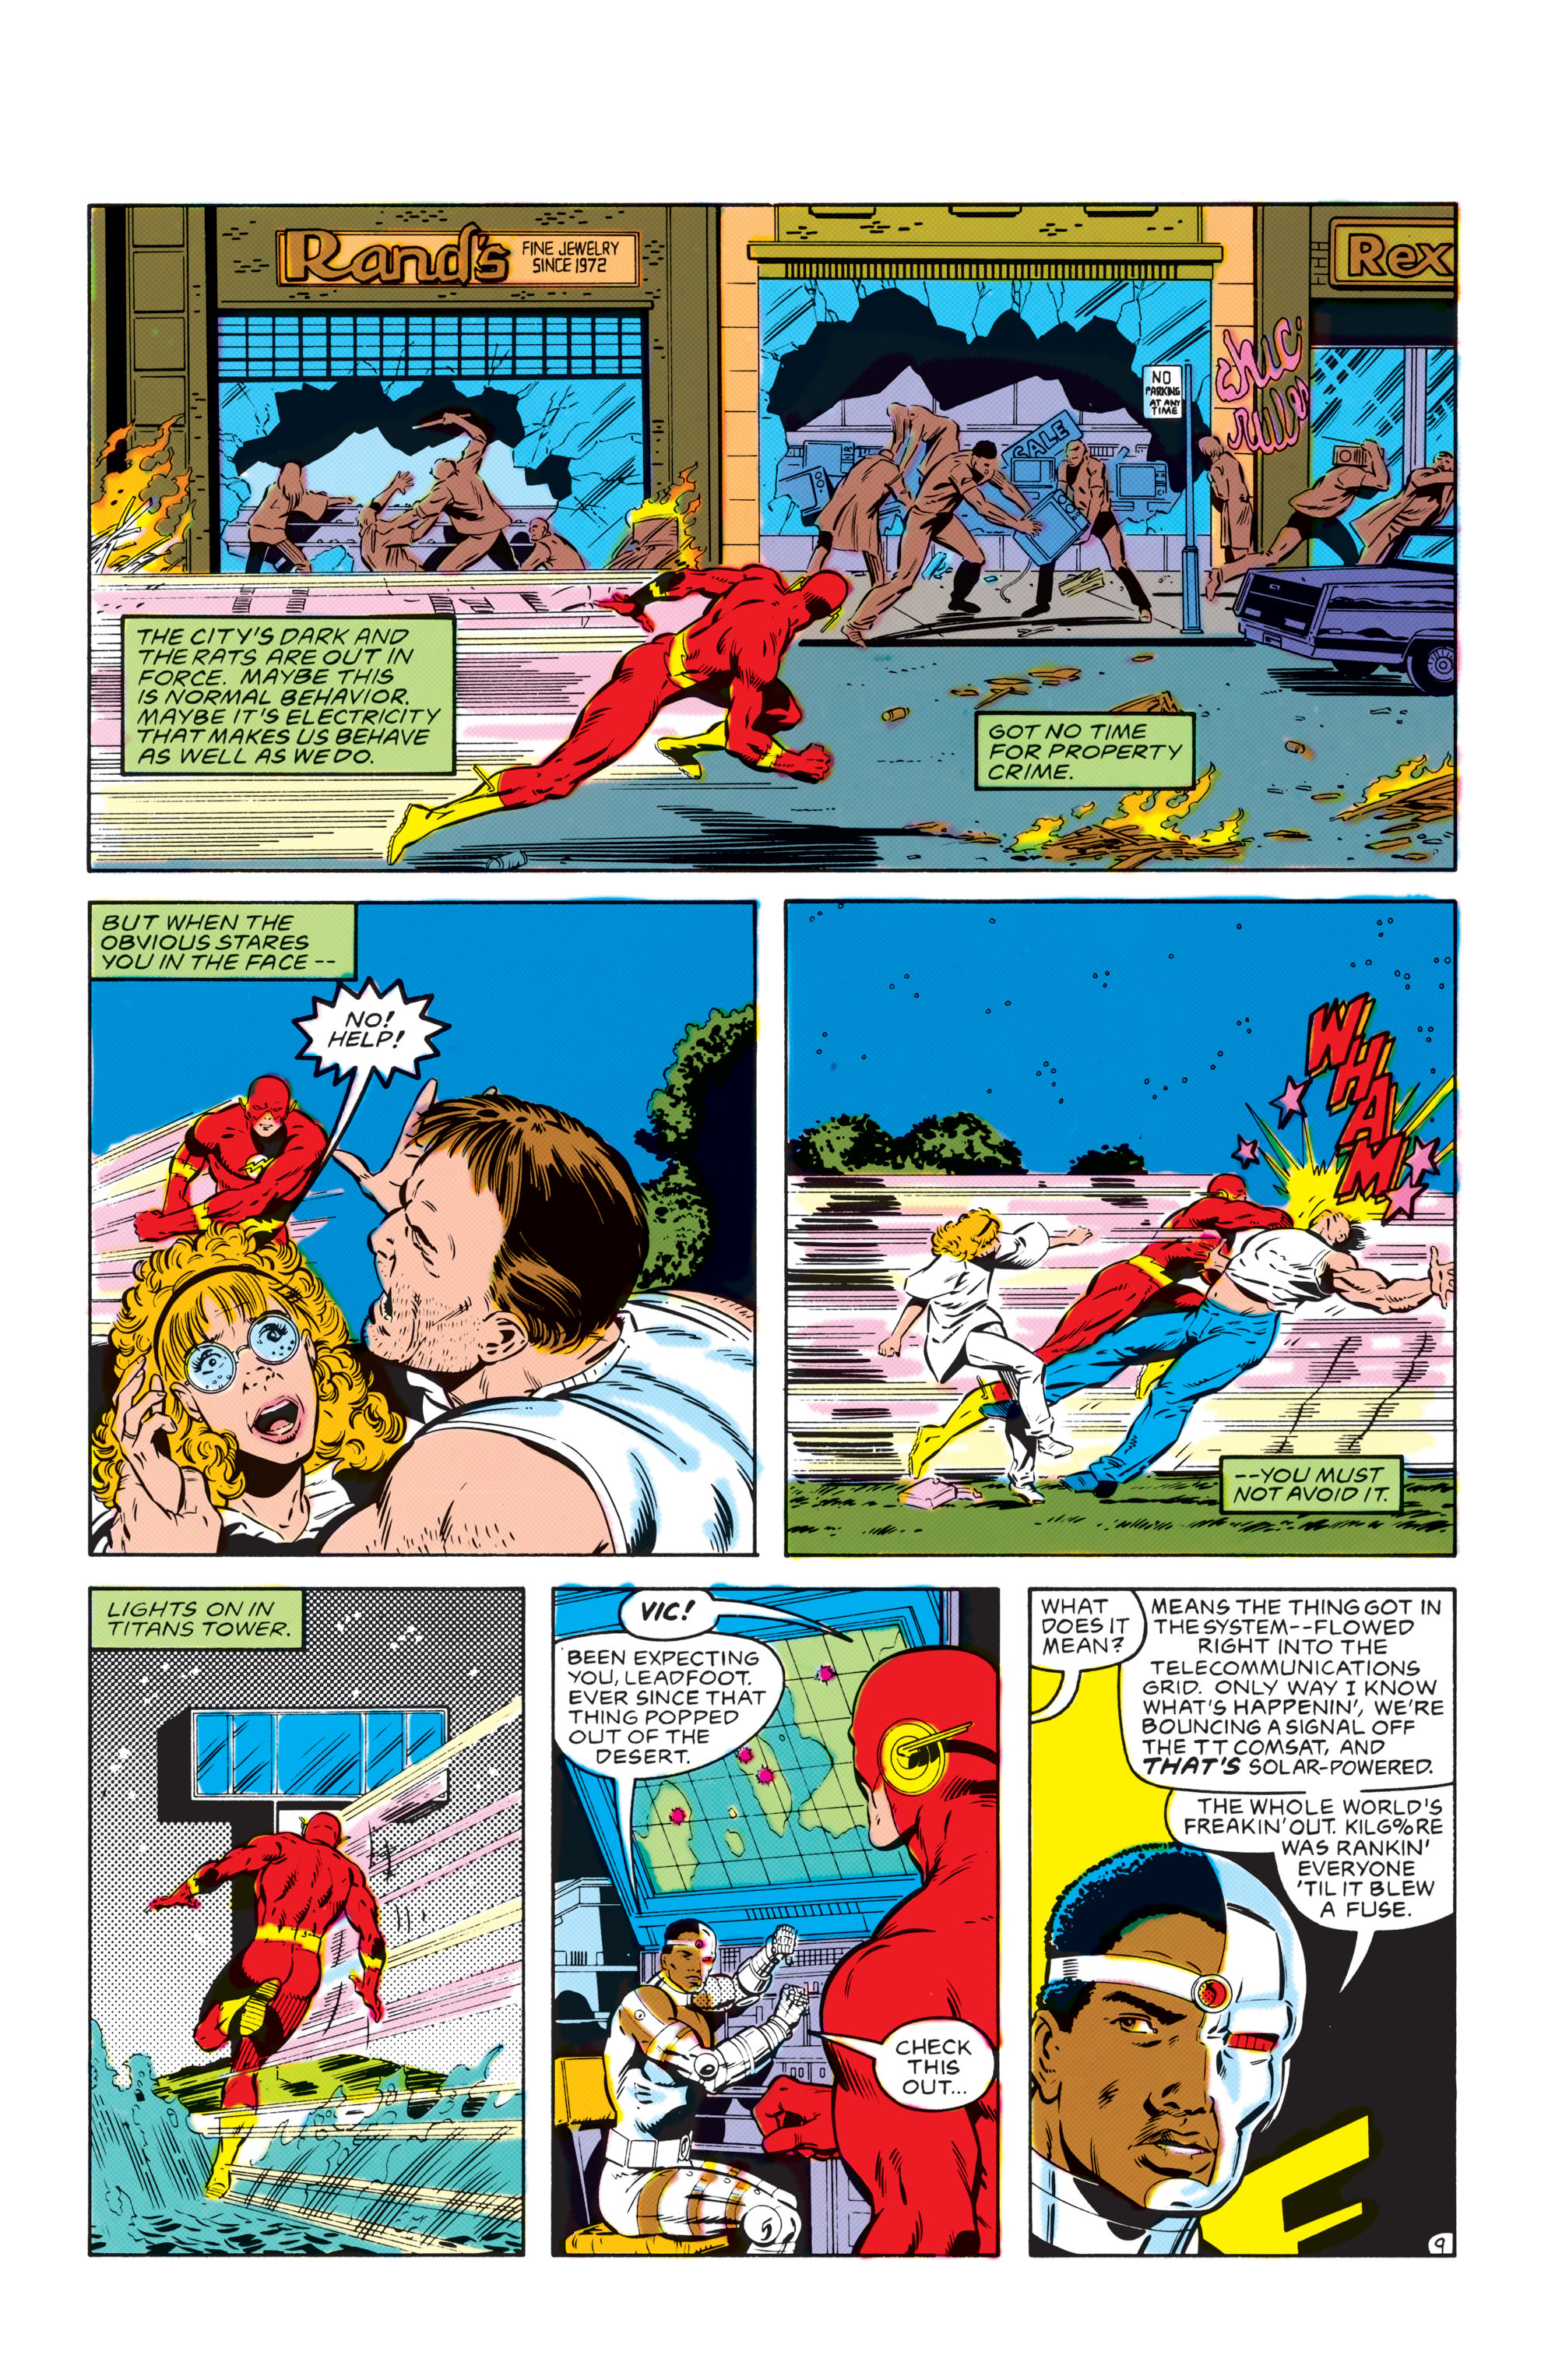 Rand's
FINE JEWELRY
SINCE 1972
Rex
NO
PARKING
AT ANY
TIME
SALE
chic
rules
THE CITY'S DARK AND
THE RATS ARE OUT IN
FORCE. MAYBE THIS
IS NORMAL BEHAVIOR.
MAYBE IT'S ELECTRICITY
THAT MAKES US BEHAVE
AS WELL AS WE DO.
GOT NO TIME
FOR PROPERTY
CRIME.
BUT WHEN THE
OBVIOUS STARES
YOU IN THE FACE --
NO!
HELP!
WHAM
--YOU MUST
NOT AVOID IT.
LIGHTS ON IN
TITANS TOWER.
VIC!
BEEN EXPECTING
YOU, LEADFOOT.
EVER SINCE THAT
THING POPPED
OUT OF THE
DESERT.
CHECK
THIS
OUT...
WHAT
DOES IT
MEAN?
MEANS THE THING GOT IN
THE SYSTEM--FLOWED
RIGHT INTO THE
TELECOMMUNICATIONS
GRID. ONLY WAY I KNOW
WHAT'S HAPPENIN', WE'RE
BOUNCING A SIGNAL OFF
THE TT COMSAT, AND
THAT'S SOLAR-POWERED.
THE WHOLE WORLD'S
FREAKIN' OUT. KILG%RE
WAS RANKIN'
EVERYONE
'TIL IT BLEW
A FUSE.
9